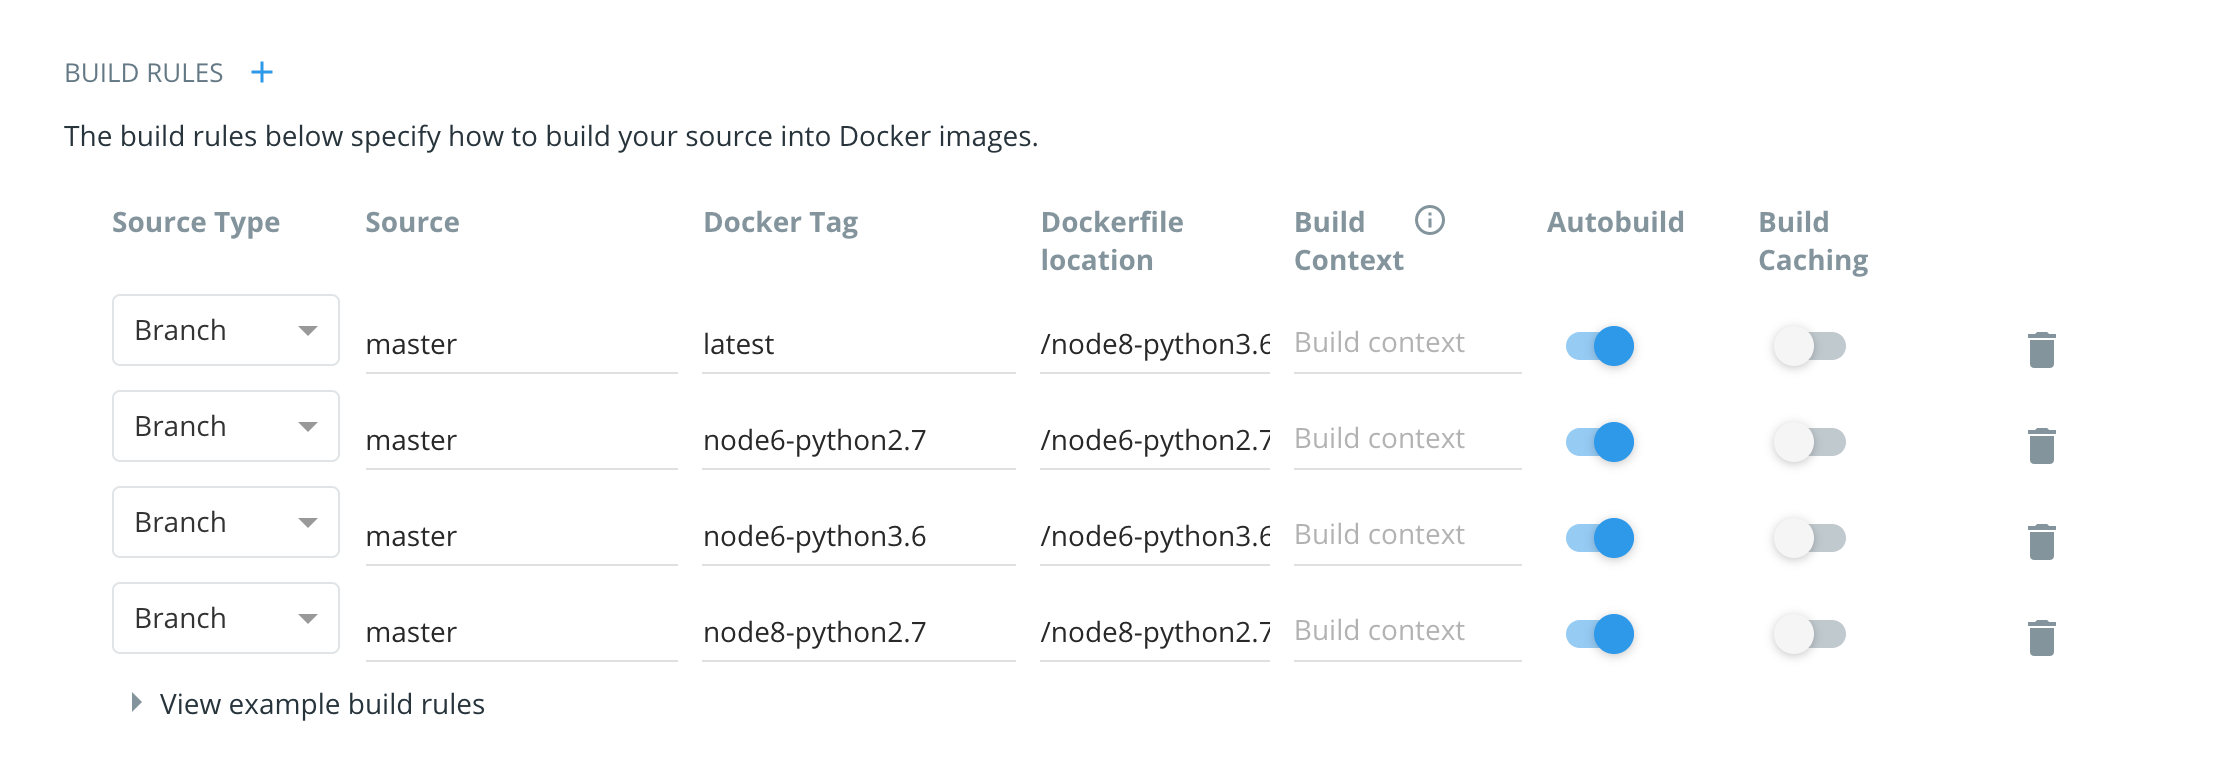 BUILD RULES +
The build rules below specify how to build your source into Docker images.
Source Type Source Docker Tag Dockerfile location Build Context Autobuild Build Caching
Branch master latest /node8-python3.6 Build context
Branch master node6-python2.7 /node6-python2.7 Build context
Branch master node6-python3.6 /node6-python3.6 Build context
Branch master node8-python2.7 /node8-python2.7 Build context
View example build rules